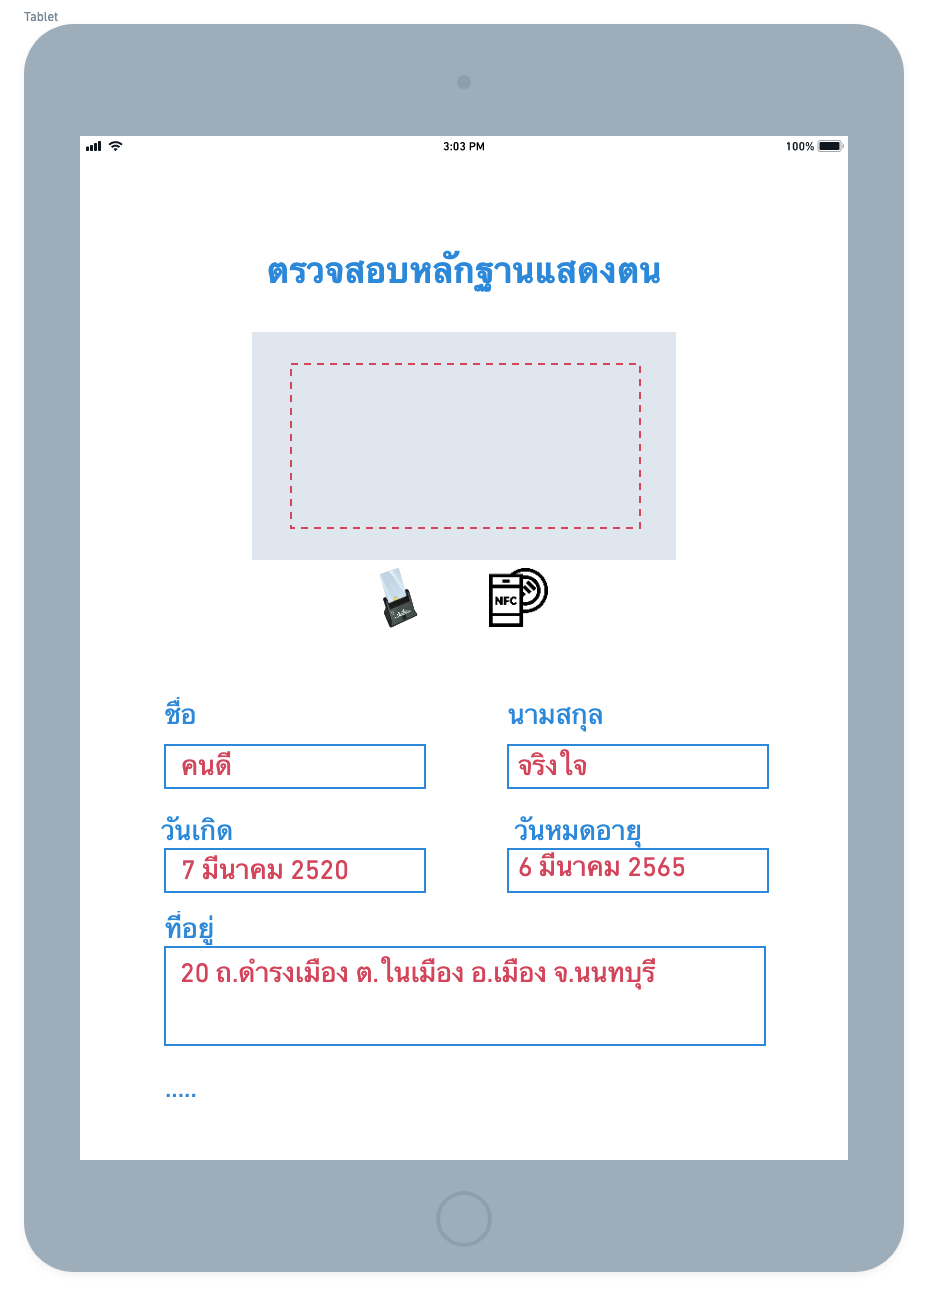 Tablet
3:03 PM 100%
ตรวจสอบหลักฐานแสดงตน
NFC
ชื่อ นามสกุล
คนดี จริงใจ
วันเกิด วันหมดอายุ
7 มีนาคม 2520 6 มีนาคม 2565
ที่อยู่
20 ถ.ดำรงเมือง ต.ในเมือง อ.เมือง จ.นนทบุรี
.....